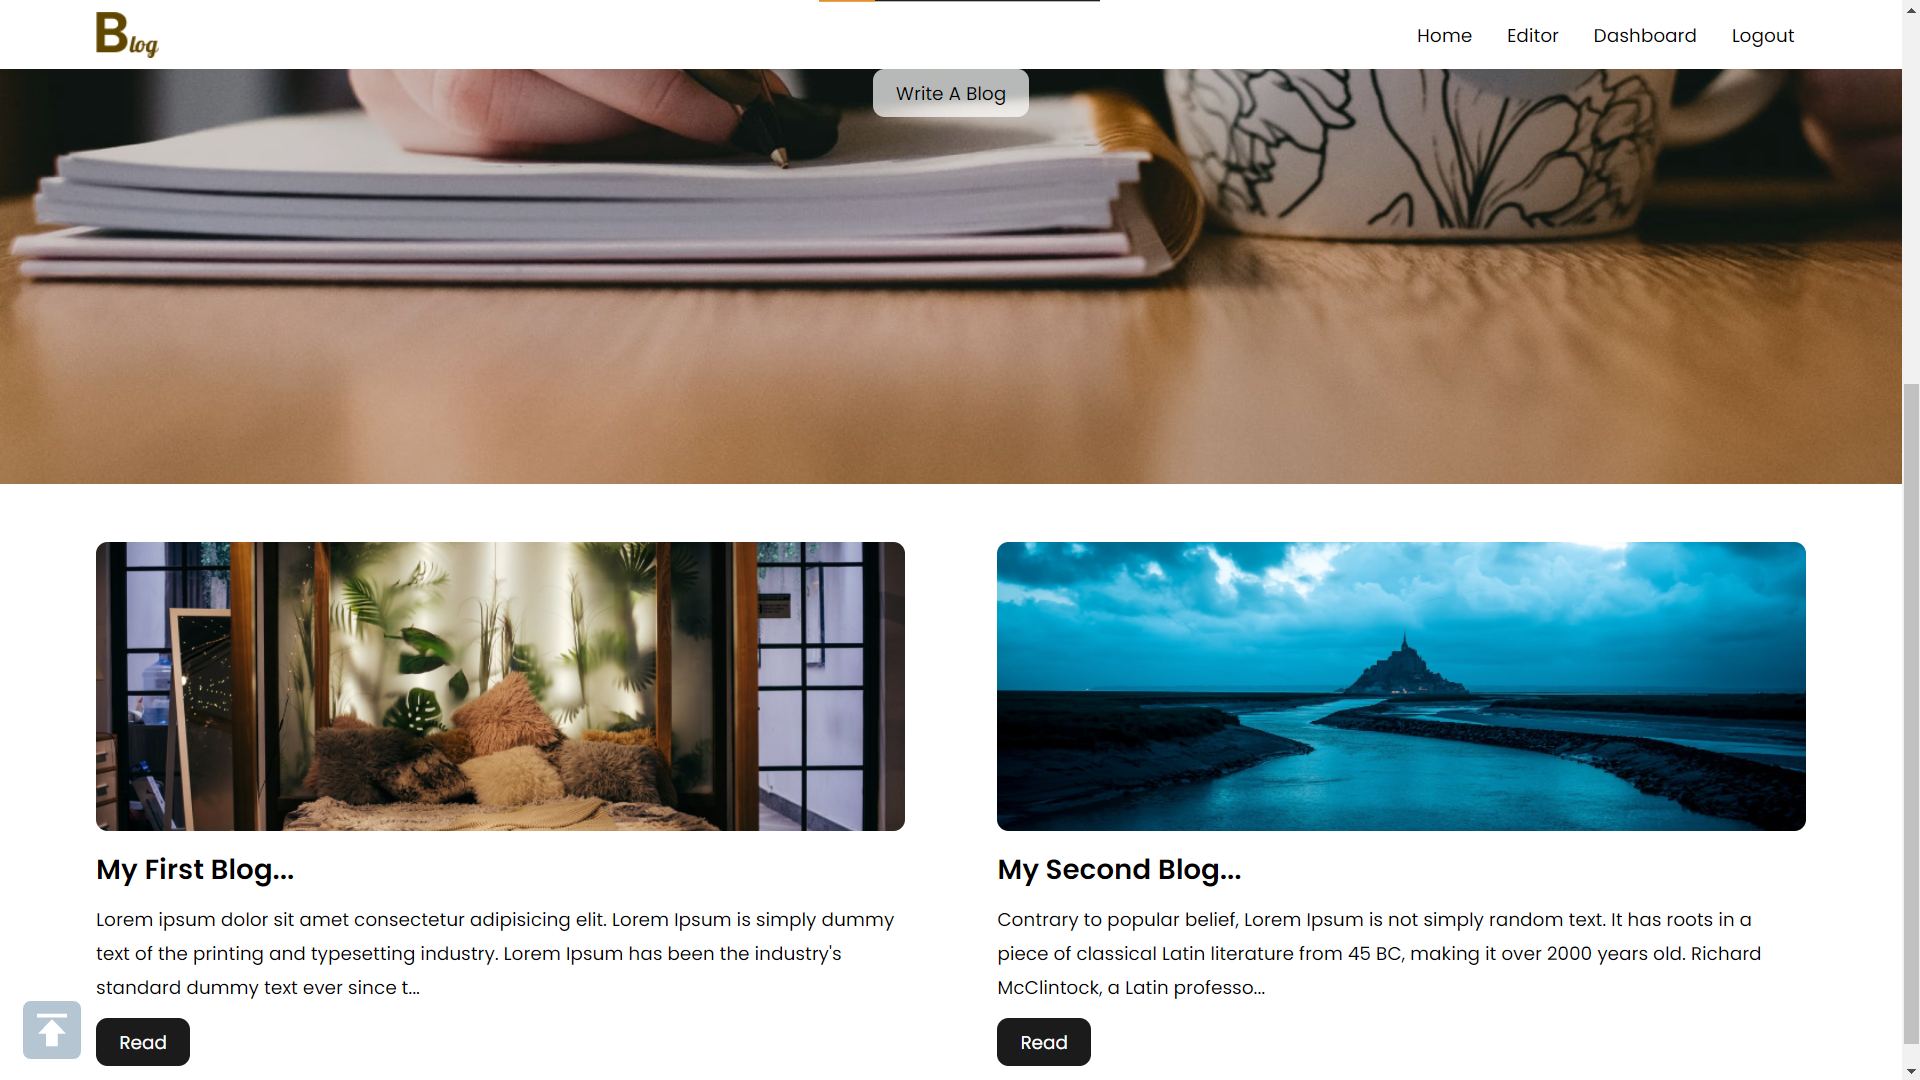 Blog
Home Editor Dashboard Logout
Write A Blog
My First Blog...
Lorem ipsum dolor sit amet consectetur adipisicing elit. Lorem Ipsum is simply dummy
text of the printing and typesetting industry. Lorem Ipsum has been the industry's
standard dummy text ever since t...
Read
My Second Blog...
Contrary to popular belief, Lorem Ipsum is not simply random text. It has roots in a
piece of classical Latin literature from 45 BC, making it over 2000 years old. Richard
McClintock, a Latin professo...
Read